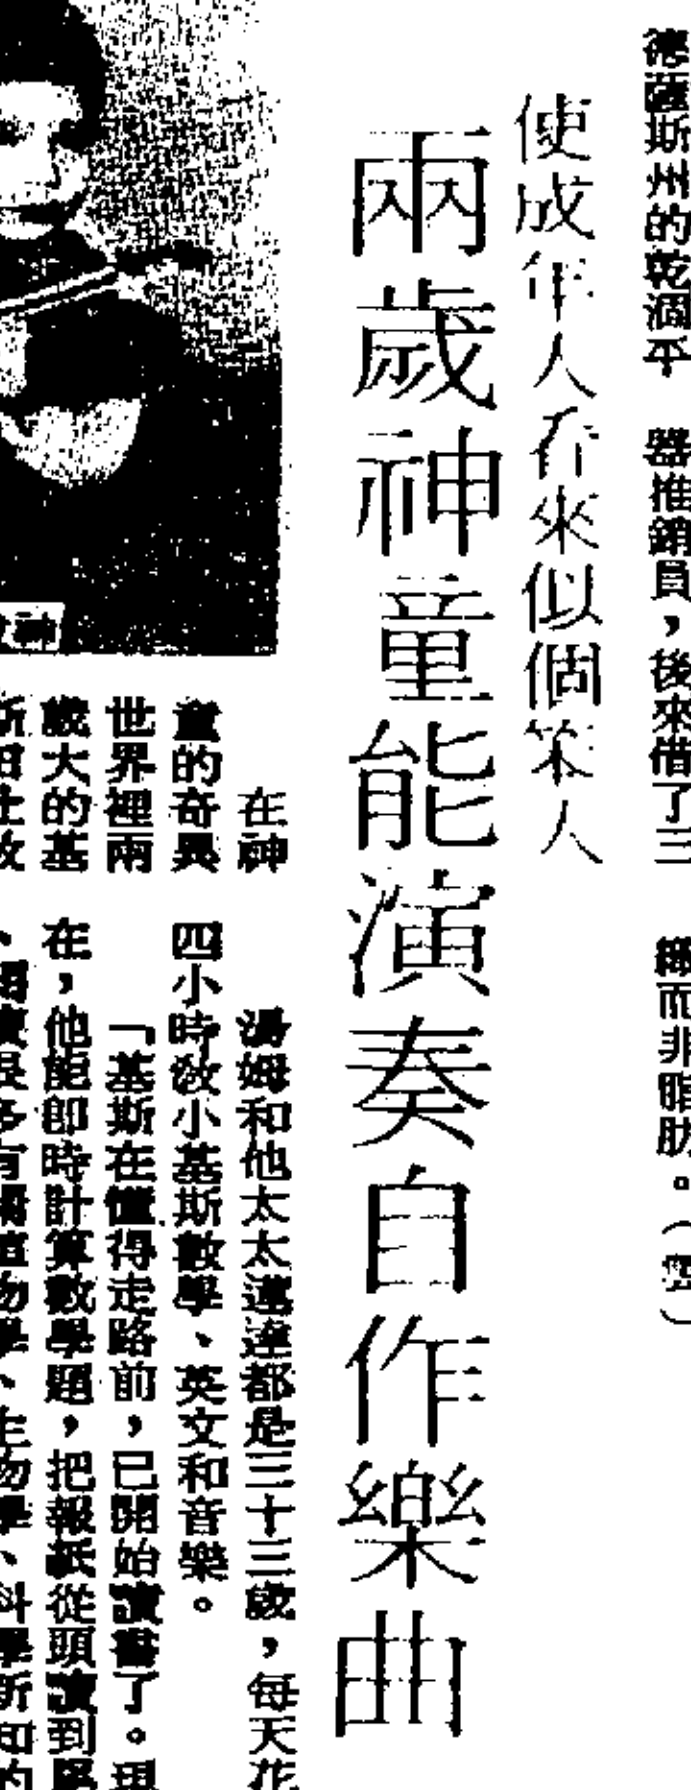 德薩斯州的乾涸平
器推銷員，後來借了三
而非脂肪。（雲）
使成年人看來似個笨人
兩歲神童能演奏自作樂曲
在神
童的奇異
世界裡兩
歲大的基
湯姆和他太太達都是三十三歲，每天花
四小時教小基斯數學、英文和音樂。
「基斯在懂得走路前，已開始讀書了。現
在，他能卽時計算數學題，把報紙從頭讀到
神